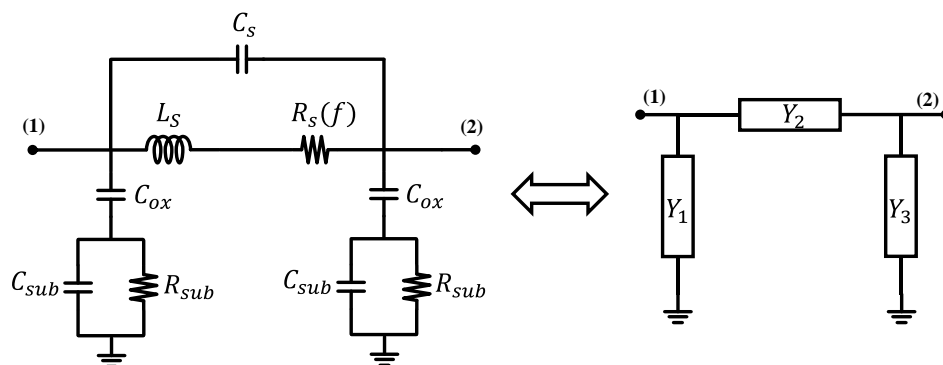 C_s
L_S
R_s(f)
(1)
(2)
C_ox
C_ox
C_sub
R_sub
C_sub
R_sub
(1)
(2)
Y_2
Y_1
Y_3